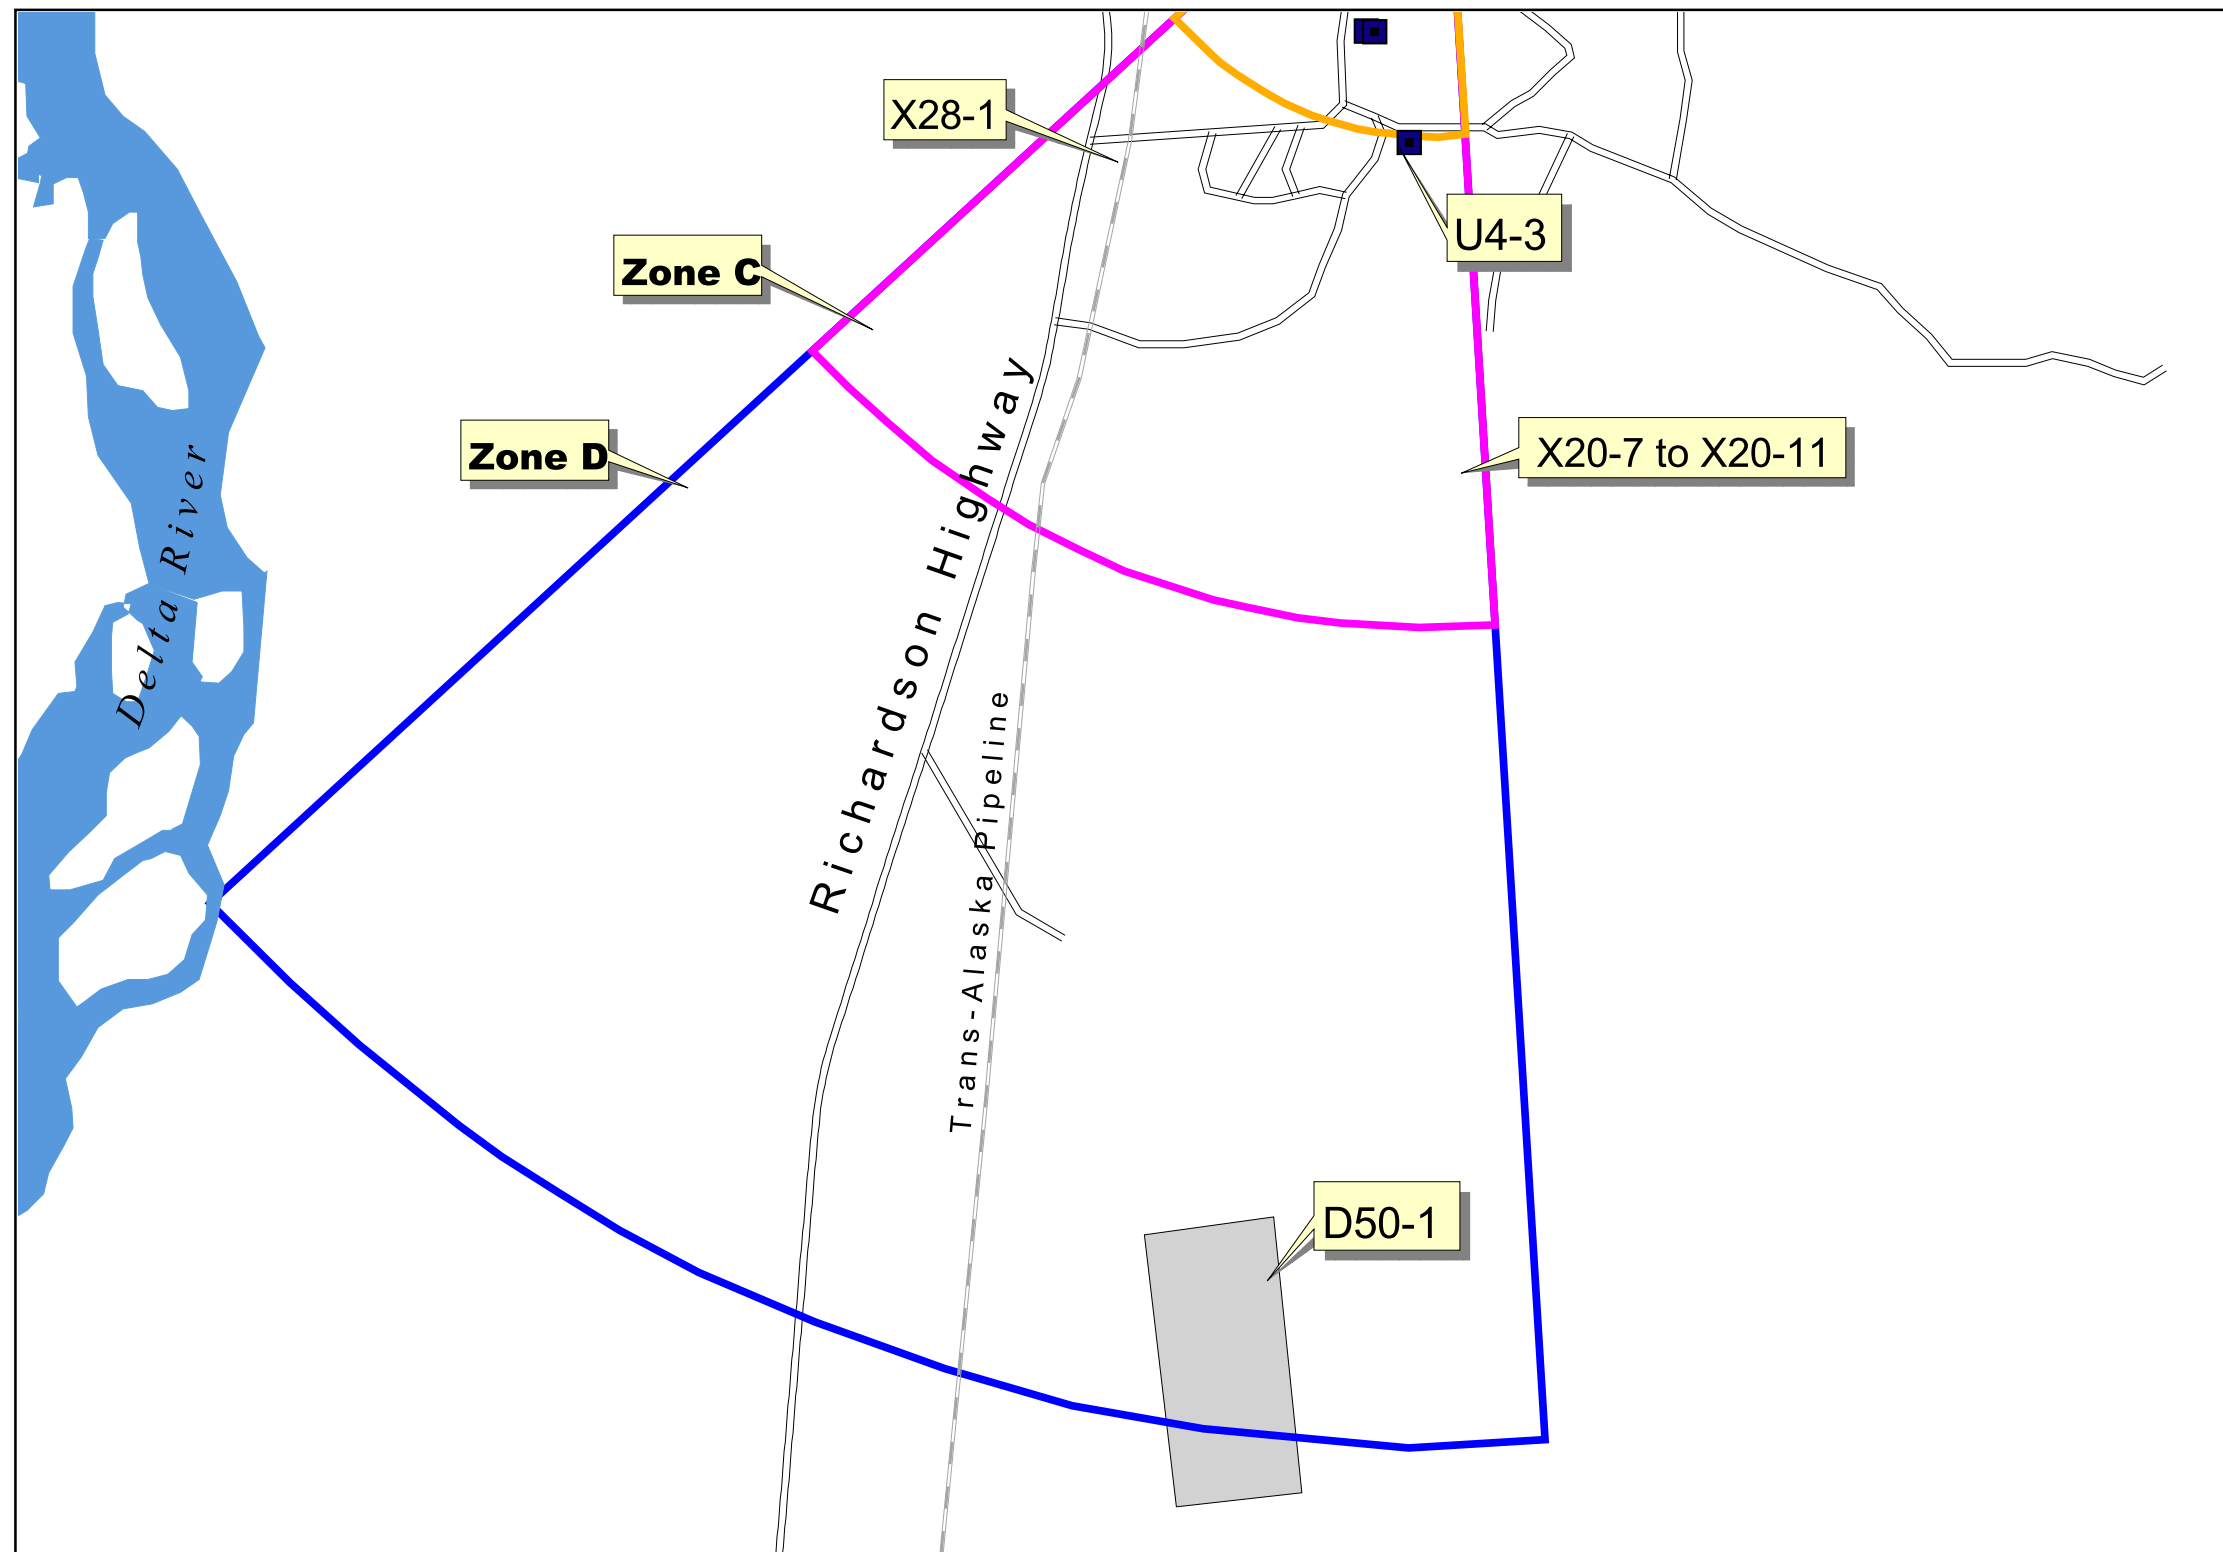 X28-1
U4-3
Zone C
Zone D
X20-7 to X20-11
Richardson Highway
Delta River
Trans-Alaska Pipeline
D50-1